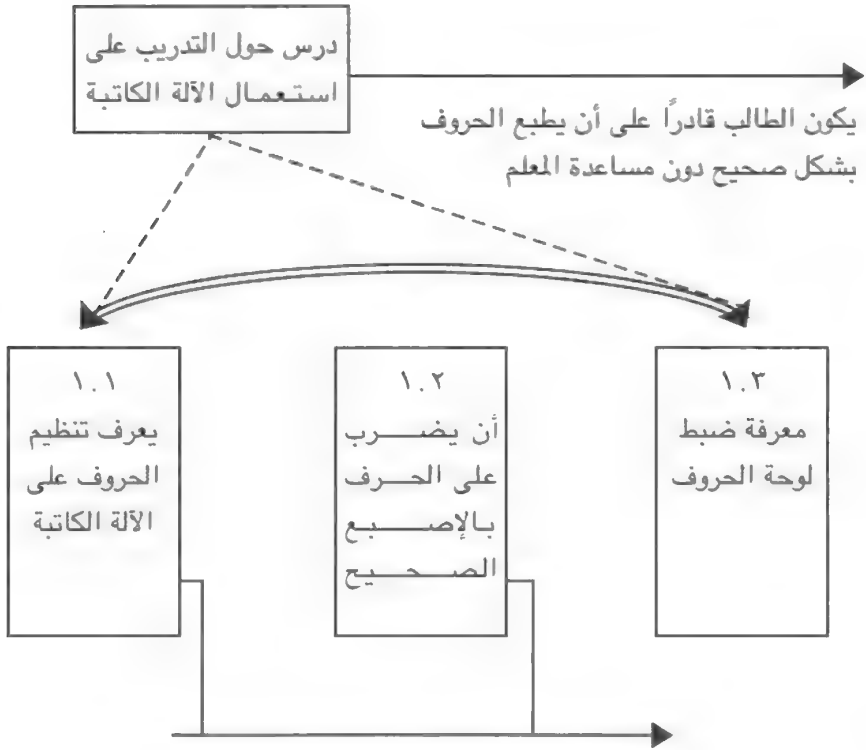 درس حول التدريب على
استعمال الآلة الكاتبة
يكون الطالب قادرًا على أن يطبع الحروف
بشكل صحيح دون مساعدة المعلم
١.١
يعرف تنظيم
الحروف على
الآلة الكاتبة
١.٢
أن يضرب
على الحرف
بالإصبع
الصحيح
١.٣
معرفة ضبط
لوحة الحروف